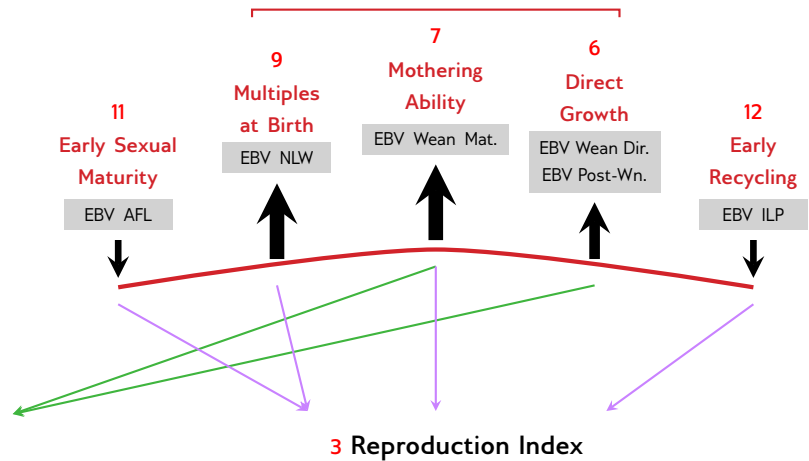 11
Early Sexual
Maturity
EBV AFL
9
Multiples
at Birth
EBV NLW
7
Mothering
Ability
EBV Wean Mat.
6
Direct
Growth
EBV Wean Dir.
EBV Post-Wn.
12
Early
Recycling
EBV ILP
3 Reproduction Index